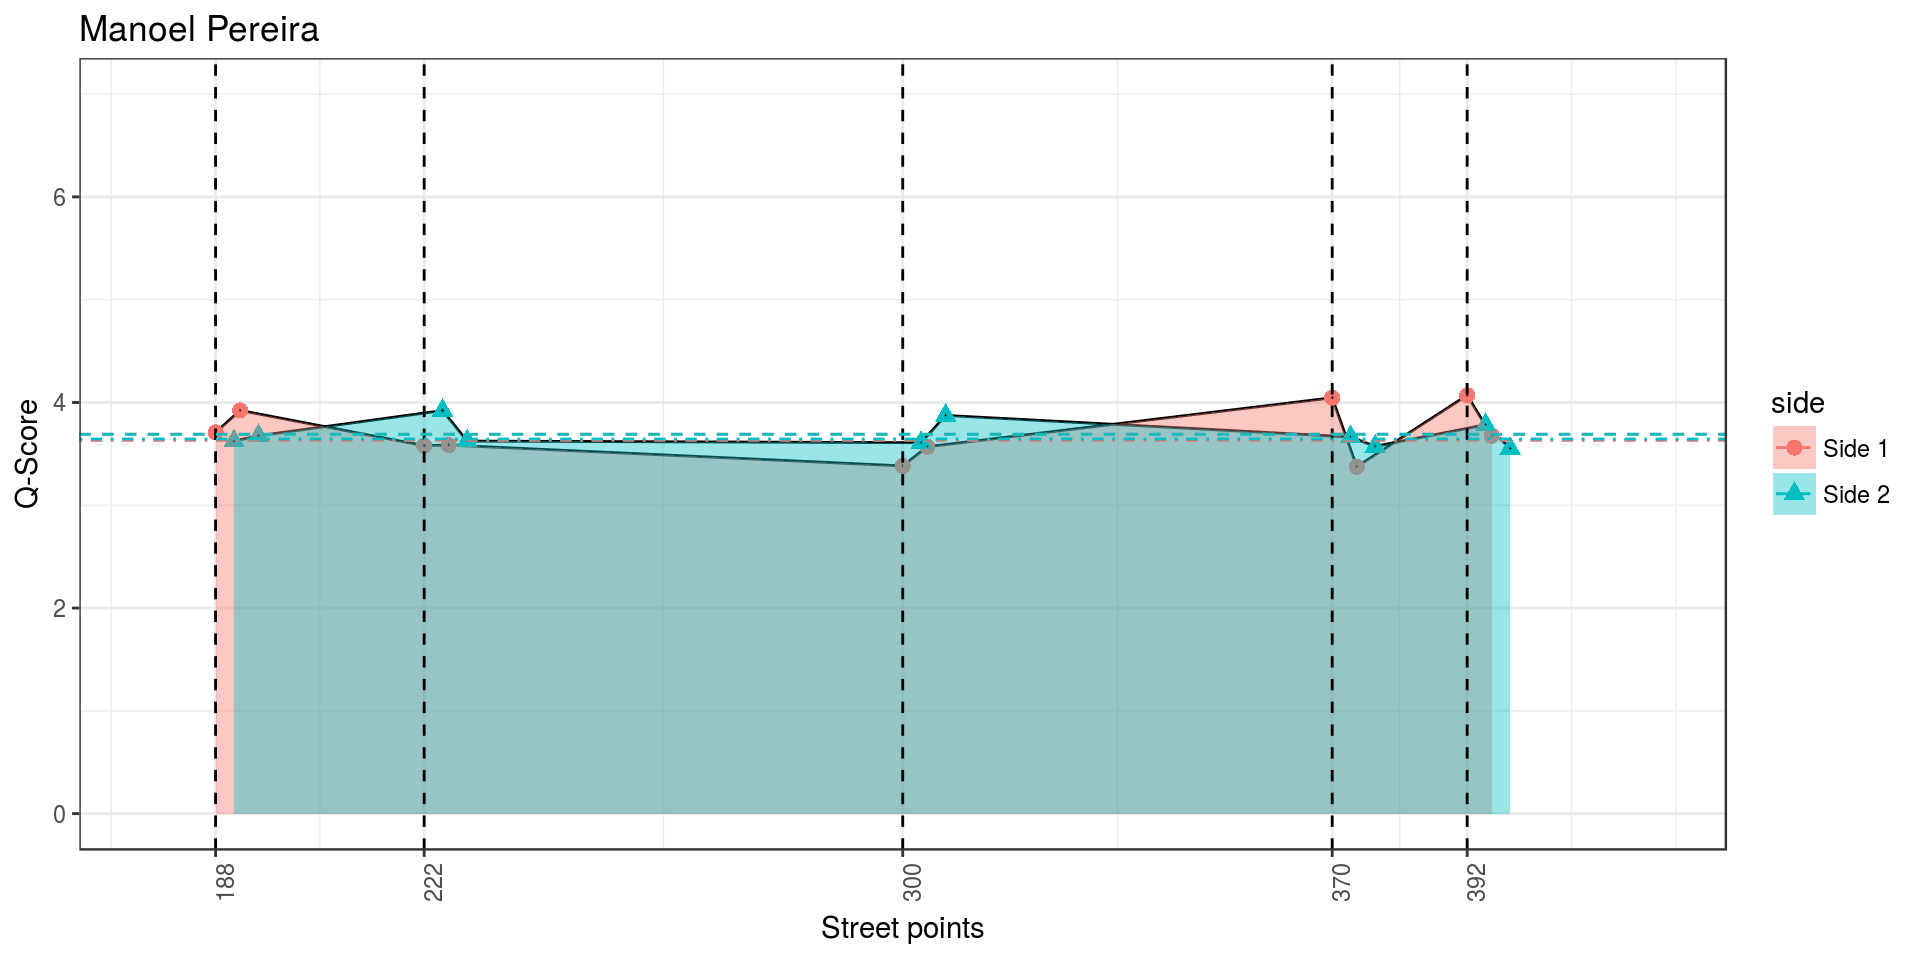 Manoel Pereira
6
4
2
0
Q-Score
188
222
300
370
392
Street points
side
Side 1
Side 2